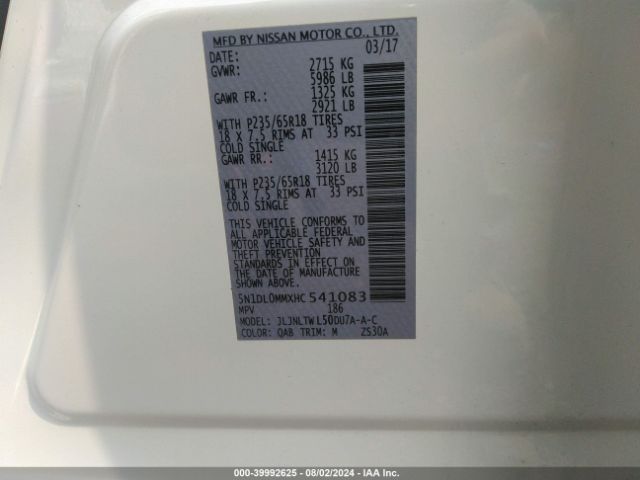 MFD BY NISSAN MOTOR CO., LTD.
DATE: 03/17
GVWR: 2715 KG
5986 LB
GAWR FR.: 1325 KG
2921 LB
WITH P235/65R18 TIRES
18 X 7.5 RIMS AT 33 PSI
COLD SINGLE
GAWR RR.: 1415 KG
3120 LB
WITH P235/65R18 TIRES
18 X 7.5 RIMS AT 33 PSI
COLD SINGLE
THIS VEHICLE CONFORMS TO
ALL APPLICABLE FEDERAL
MOTOR VEHICLE SAFETY AND
THEFT PREVENTION
STANDARDS IN EFFECT ON
THE DATE OF MANUFACTURE
SHOWN ABOVE.
5N1DL0MMXHC541083
MPV 186
MODEL: JLJNLTWL50DU7A-A-C
COLOR: QAB TRIM: M ZS30A
000-39992625 - 08/02/2024 - IAA Inc.